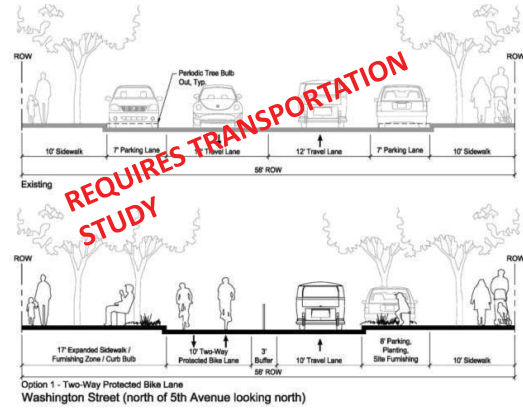 ROW
ROW
Periodic Tree Bulb
Out, Typ.
10' Sidewalk
7' Parking Lane
12' Travel Lane
12' Travel Lane
7' Parking Lane
10' Sidewalk
58' ROW
Existing
REQUIRES TRANSPORTATION
STUDY
ROW
ROW
17' Expanded Sidewalk /
Furnishing Zone / Curb Bulb
10' Two-Way
Protected Bike Lane
3'
Buffer
10' Travel Lane
8' Parking,
Planting,
Site Furnishing
10' Sidewalk
58' ROW
Option 1 - Two-Way Protected Bike Lane
Washington Street (north of 5th Avenue looking north)